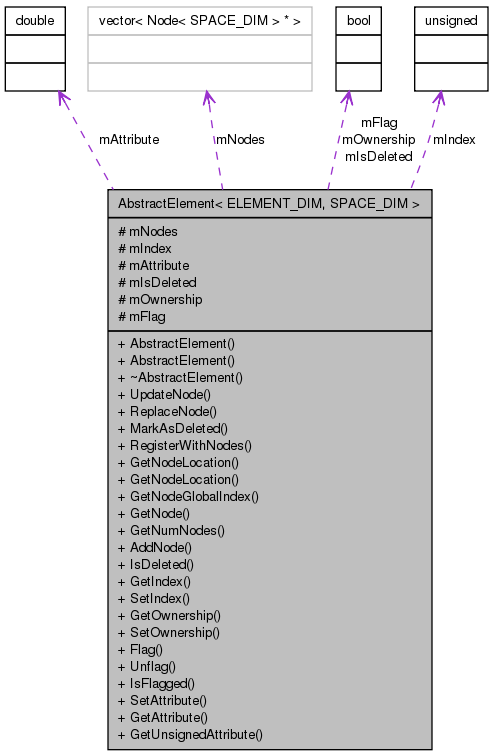 double
vector< Node< SPACE_DIM > * >
bool
unsigned
mAttribute
mNodes
mFlag
mOwnership
mIsDeleted
mIndex
AbstractElement< ELEMENT_DIM, SPACE_DIM >
# mNodes
# mIndex
# mAttribute
# mIsDeleted
# mOwnership
# mFlag
+ AbstractElement()
+ AbstractElement()
+ ~AbstractElement()
+ UpdateNode()
+ ReplaceNode()
+ MarkAsDeleted()
+ RegisterWithNodes()
+ GetNodeLocation()
+ GetNodeLocation()
+ GetNodeGlobalIndex()
+ GetNode()
+ GetNumNodes()
+ AddNode()
+ IsDeleted()
+ GetIndex()
+ SetIndex()
+ GetOwnership()
+ SetOwnership()
+ Flag()
+ Unflag()
+ IsFlagged()
+ SetAttribute()
+ GetAttribute()
+ GetUnsignedAttribute()